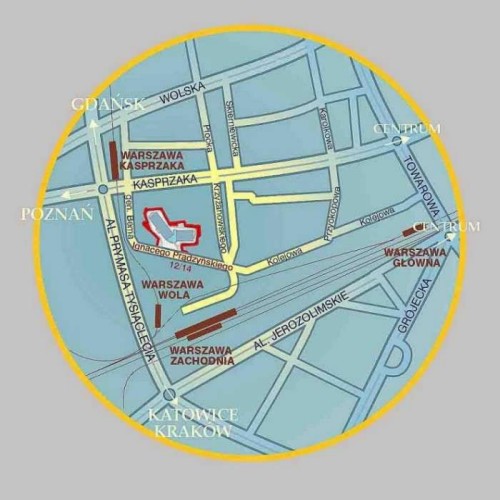 WOLSKA
GDAŃSK
Płocka
Skierniewicka
Karolkowa
CENTRUM
WARSZAWA
KASPRZAKA
KASPRZAKA
TOWAROWA
POZNAŃ
Krzyżanowskiego
Przyokopowa
Kolejowa
CENTRUM
AL.PRYMASA TYSIĄCLECIA
Ignacego Prądzyńskiego
12/14
Kolejowa
WARSZAWA
GŁÓWNA
WARSZAWA
WOLA
AL. JEROZOLIMSKIE
GRÓJECKA
WARSZAWA
ZACHODNIA
KATOWICE
KRAKÓW